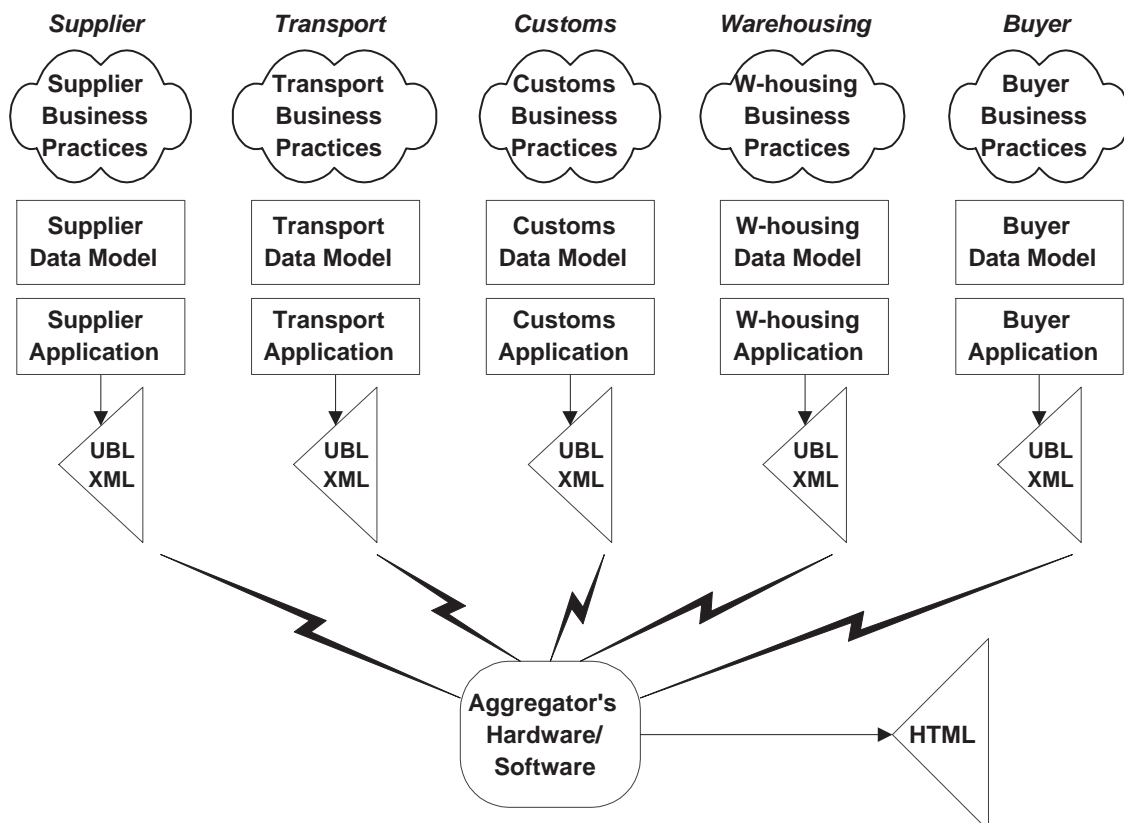 Supplier
Transport
Customs
Warehousing
Buyer
Supplier
Business
Practices
Transport
Business
Practices
Customs
Business
Practices
W-housing
Business
Practices
Buyer
Business
Practices
Supplier
Data Model
Transport
Data Model
Customs
Data Model
W-housing
Data Model
Buyer
Data Model
Supplier
Application
Transport
Application
Customs
Application
W-housing
Application
Buyer
Application
UBL
XML
UBL
XML
UBL
XML
UBL
XML
UBL
XML
Aggregator's
Hardware/
Software
HTML